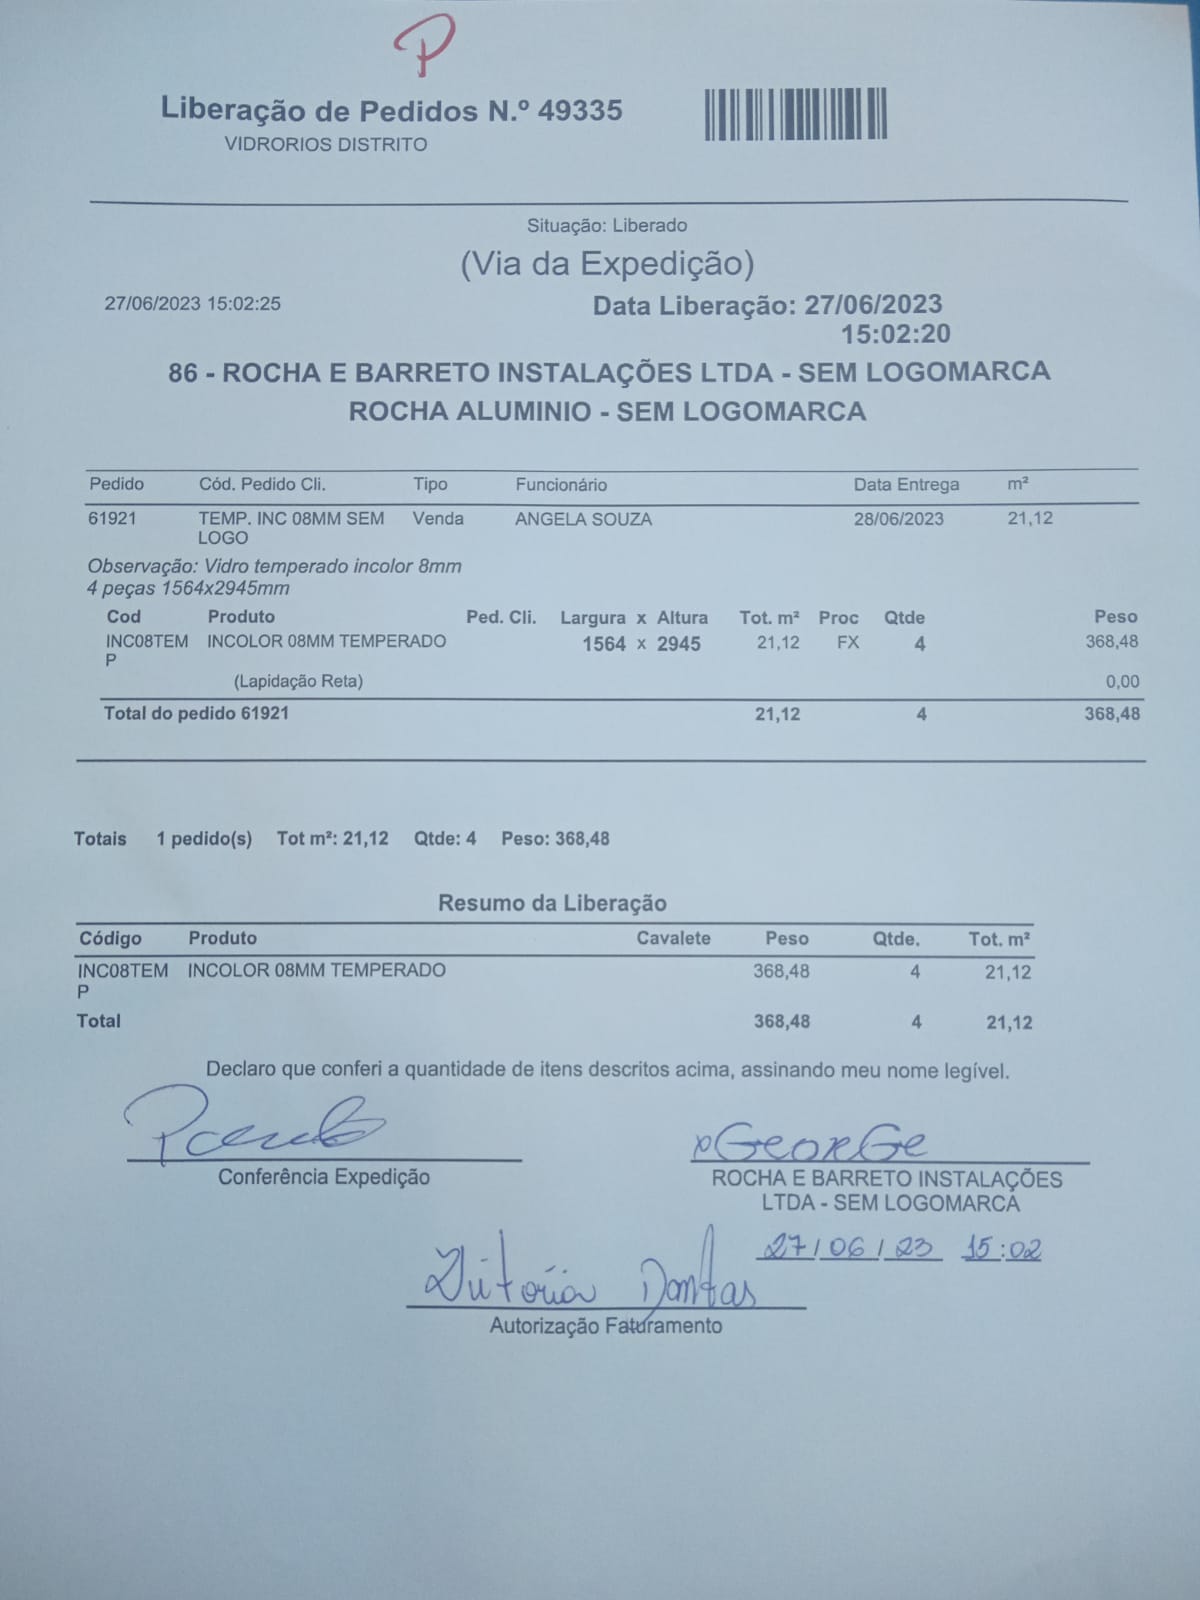 P
Liberação de Pedidos N.º 49335
VIDRORIOS DISTRITO
Situação: Liberado
(Via da Expedição)
27/06/2023 15:02:25 Data Liberação: 27/06/2023
15:02:20
86 - ROCHA E BARRETO INSTALAÇÕES LTDA - SEM LOGOMARCA
ROCHA ALUMINIO - SEM LOGOMARCA
Pedido Cód. Pedido Cli. Tipo Funcionário Data Entrega m²
61921 TEMP. INC 08MM SEM Venda ANGELA SOUZA 28/06/2023 21,12
LOGO
Observação: Vidro temperado incolor 8mm
4 peças 1564x2945mm
Cod Produto Ped. Cli. Largura x Altura Tot. m² Proc Qtde Peso
INC08TEM INCOLOR 08MM TEMPERADO 1564 x 2945 21,12 FX 4 368,48
P
(Lapidação Reta) 0,00
Total do pedido 61921 21,12 4 368,48
Totais 1 pedido(s) Tot m²: 21,12 Qtde: 4 Peso: 368,48
Resumo da Liberação
Código Produto Cavalete Peso Qtde. Tot. m²
INC08TEM INCOLOR 08MM TEMPERADO 368,48 4 21,12
P
Total 368,48 4 21,12
Declaro que conferi a quantidade de itens descritos acima, assinando meu nome legível.
GeorGe
Conferência Expedição ROCHA E BARRETO INSTALAÇÕES
LTDA - SEM LOGOMARCA
27/06/23 15:02
Vitória Dantas
Autorização Faturamento